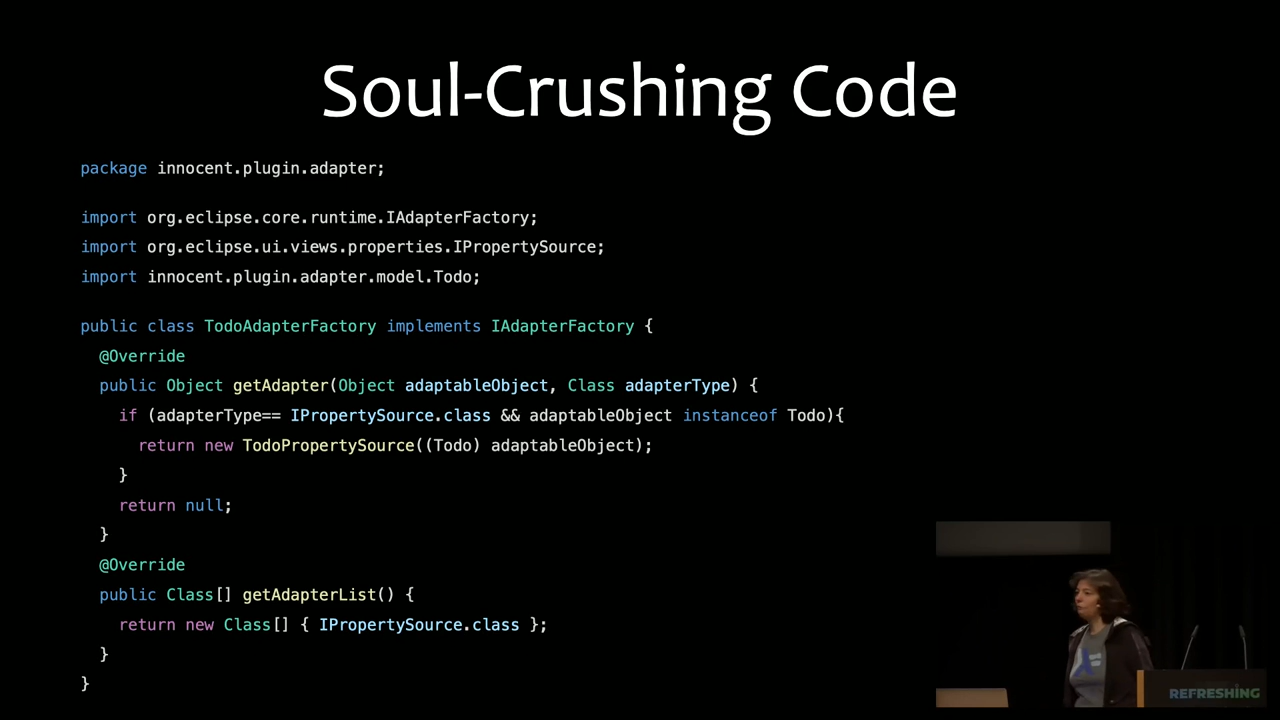 Soul-Crushing Code
package innocent.plugin.adapter;
import org.eclipse.core.runtime.IAdapterFactory;
import org.eclipse.ui.views.properties.IPropertySource;
import innocent.plugin.adapter.model.Todo;
public class TodoAdapterFactory implements IAdapterFactory {
@Override
public Object getAdapter(Object adaptableObject, Class adapterType) {
if (adapterType== IPropertySource.class && adaptableObject instanceof Todo){
return new TodoPropertySource((Todo) adaptableObject);
}
return null;
}
@Override
public Class[] getAdapterList() {
return new Class[] { IPropertySource.class };
}
}
REFRESHING